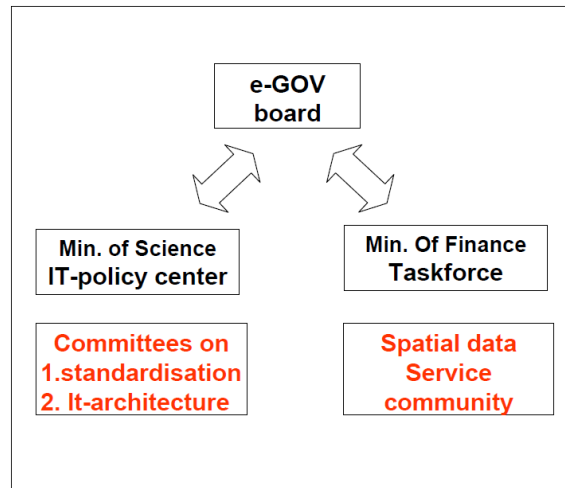 e-GOV
board
Min. of Science
IT-policy center
Min. Of Finance
Taskforce
Committees on
1.standardisation
2. It-architecture
Spatial data
Service
community